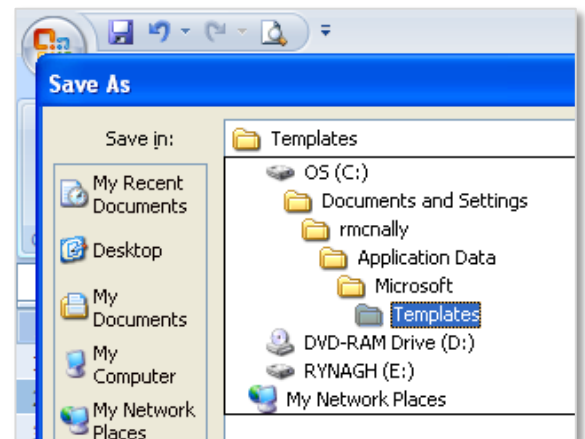 Save As
Save in:
Templates
My Recent
Documents
Desktop
My
Documents
My
Computer
My Network
Places
OS (C:)
Documents and Settings
rmcnally
Application Data
Microsoft
Templates
DVD-RAM Drive (D:)
RYNAGH (E:)
My Network Places